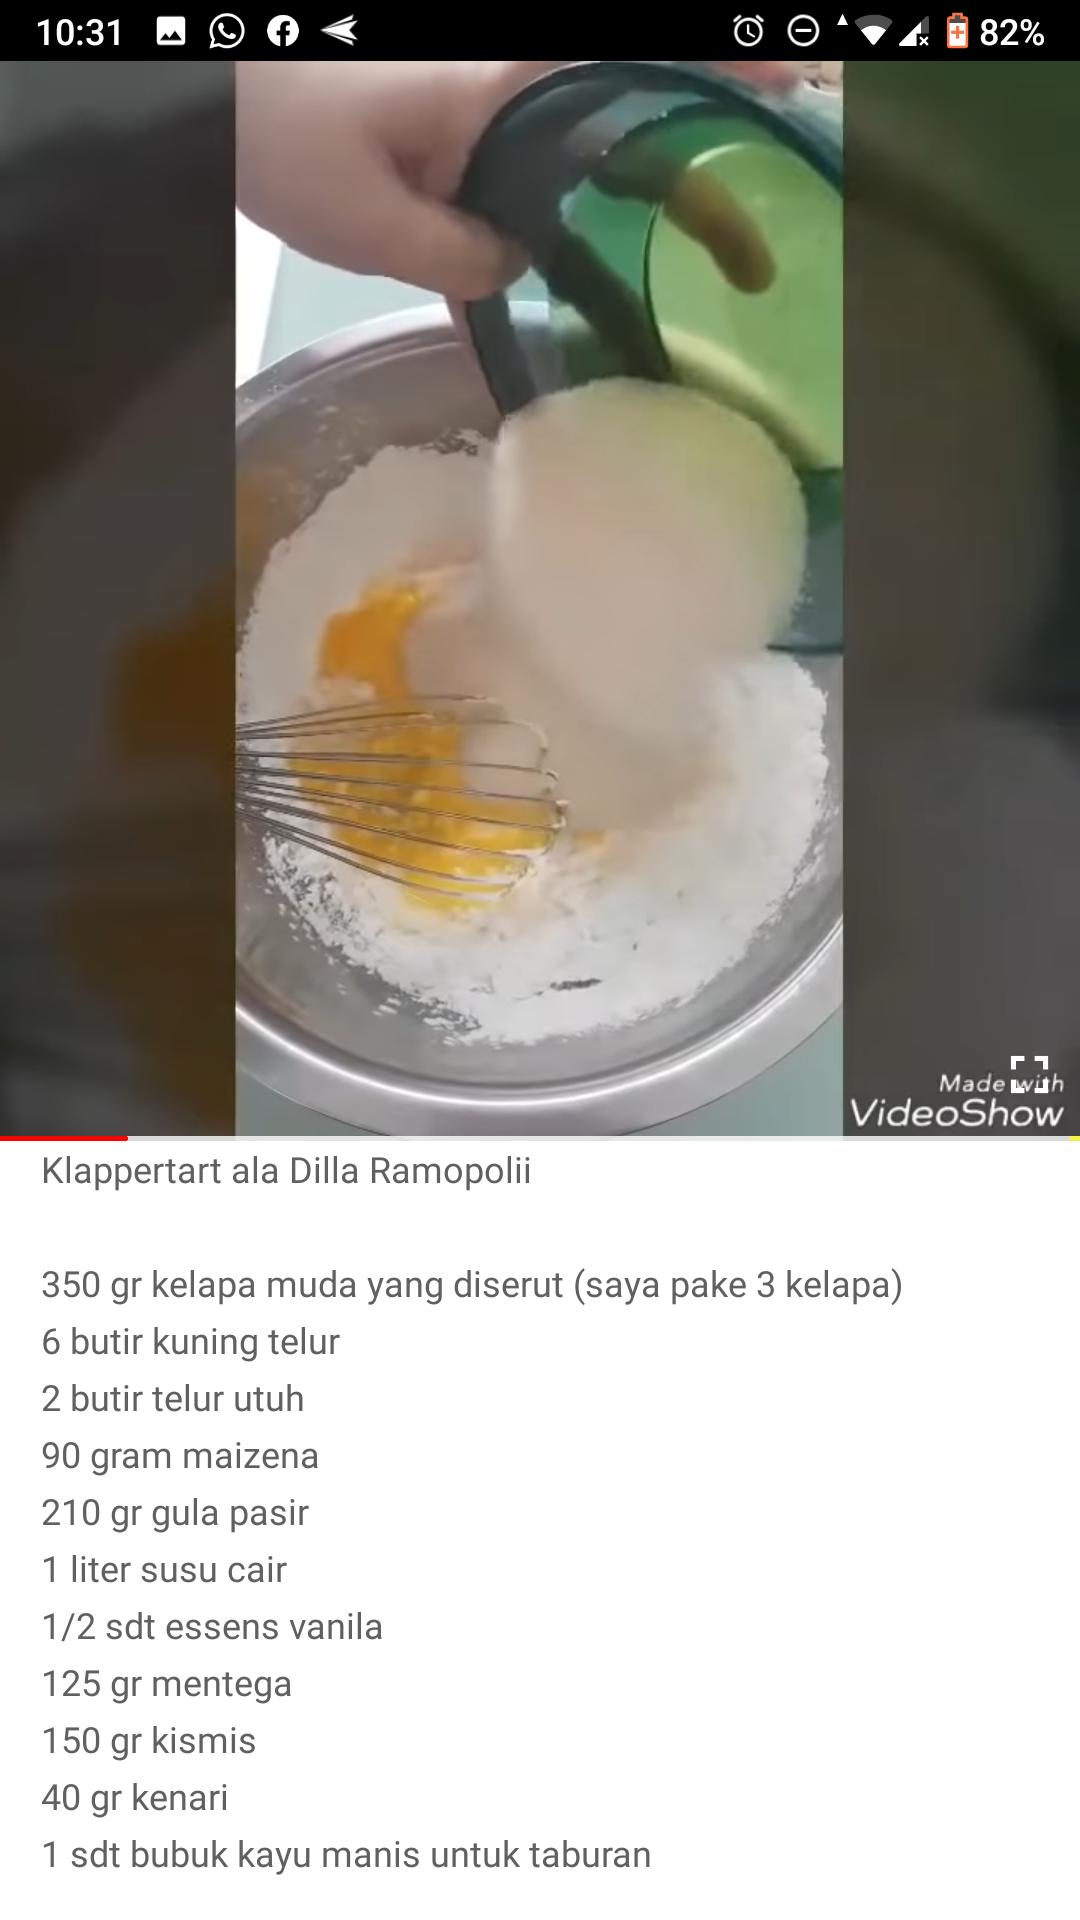 10:31
82%
Made with
VideoShow
Klappertart ala Dilla Ramopolii
350 gr kelapa muda yang diserut (saya pake 3 kelapa)
6 butir kuning telur
2 butir telur utuh
90 gram maizena
210 gr gula pasir
1 liter susu cair
1/2 sdt essens vanila
125 gr mentega
150 gr kismis
40 gr kenari
1 sdt bubuk kayu manis untuk taburan